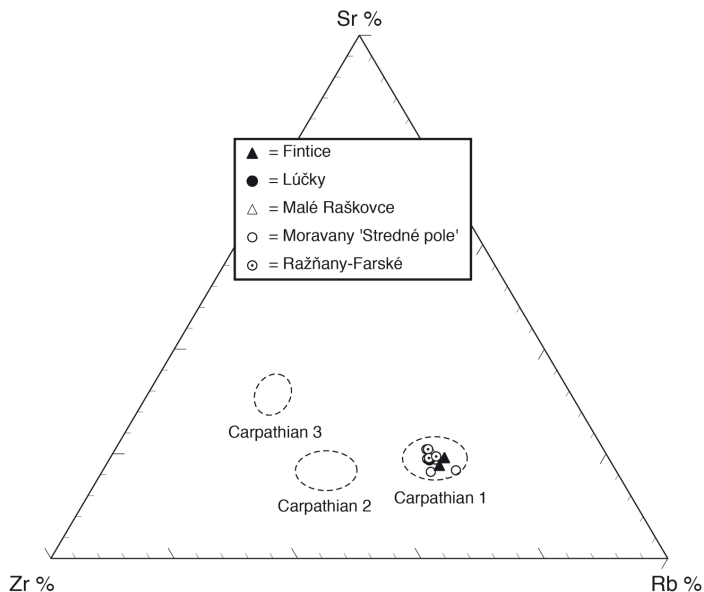 Sr %
▲ = Fintice
● = Lúčky
△ = Malé Raškovce
○ = Moravany 'Stredné pole'
⊙ = Ražňany-Farské
Carpathian 3
Carpathian 2
Carpathian 1
Zr %
Rb %